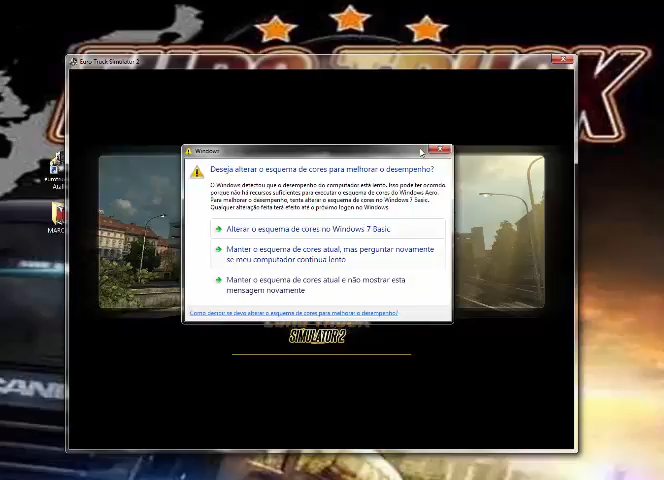 EURO TRUCK
Euro Truck Simulator 2
Windows
Deseja alterar o esquema de cores para melhorar o desempenho?
O Windows detectou que o desempenho do computador está lento. Isso pode ter ocorrido
porque não há recursos suficientes para executar o esquema de cores do Windows Aero.
Para melhorar o desempenho, tente alterar o esquema de cores no Windows 7 Basic.
Qualquer alteração feita terá efeito até o próximo logon no Windows.
Alterar o esquema de cores no Windows 7 Basic
Manter o esquema de cores atual, mas perguntar novamente
se meu computador continua lento
Manter o esquema de cores atual e não mostrar esta
mensagem novamente
Como decidir se devo alterar o esquema de cores para melhorar o desempenho?
SIMULATOR 2
MARC